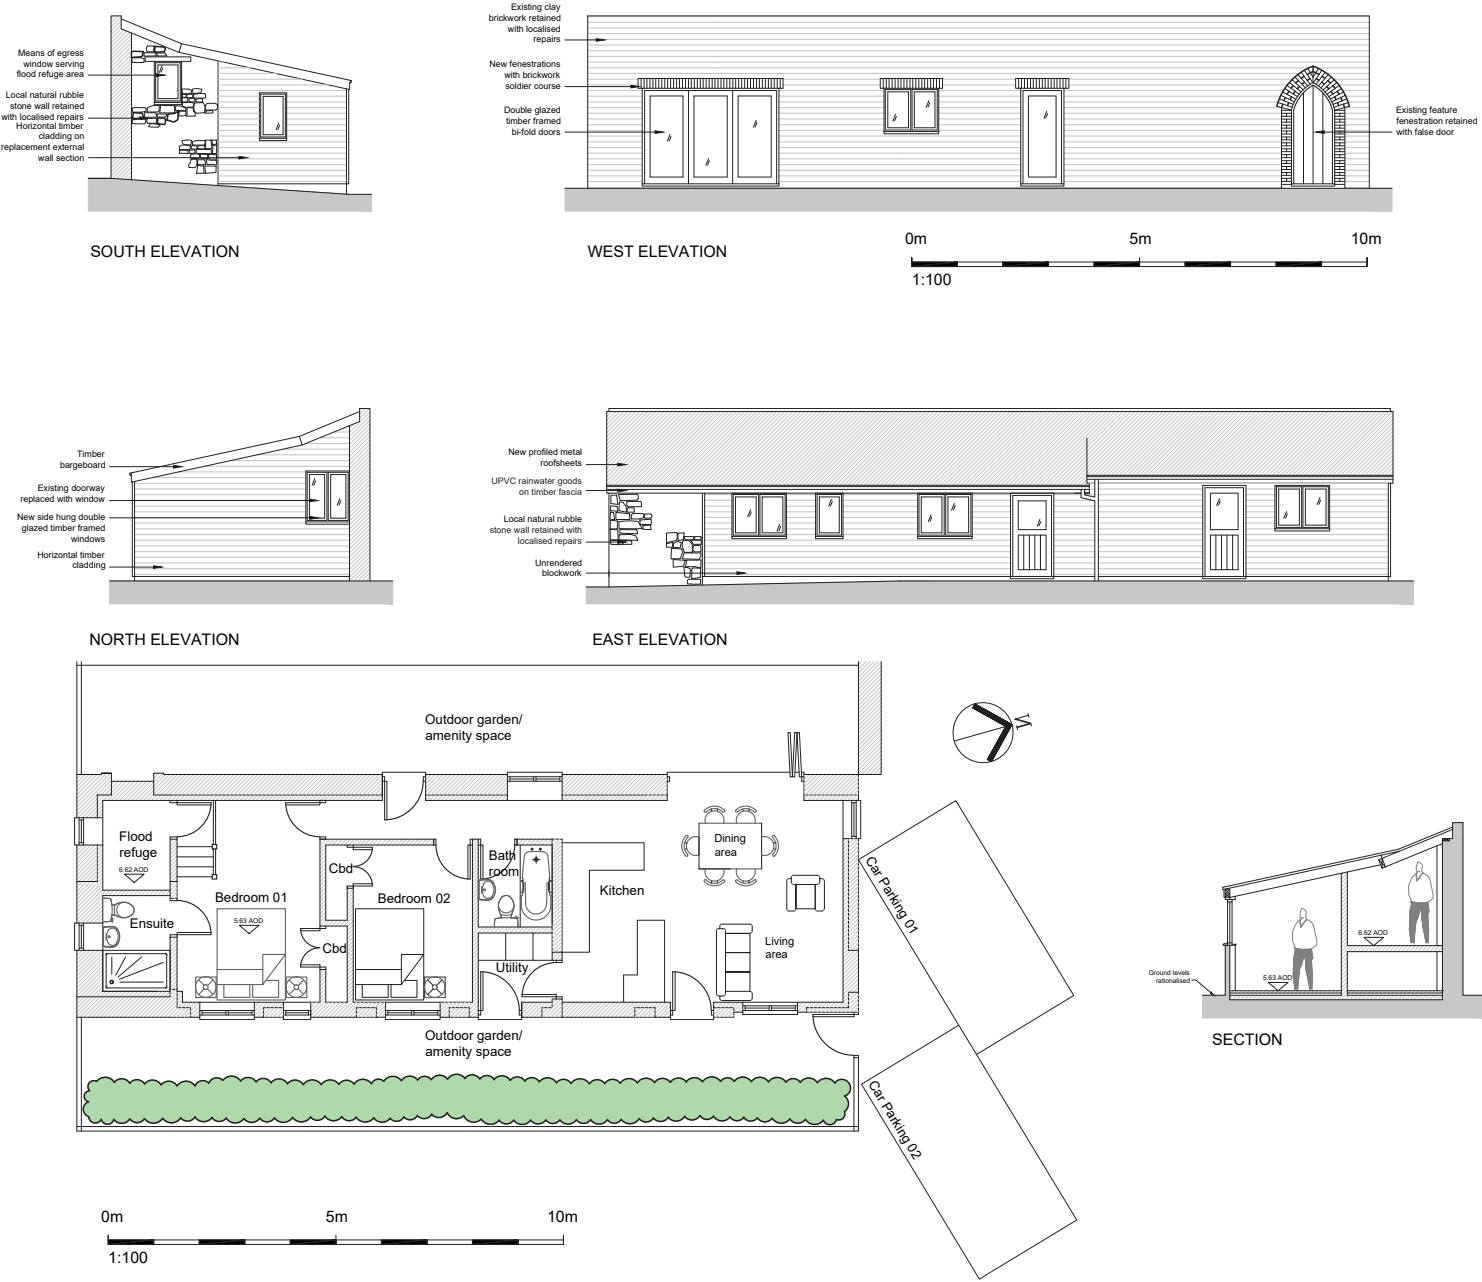 Means of egress
window serving
flood refuge area
Local natural rubble
stone wall retained
with localised repairs
Horizontal timber
cladding on
replacement external
wall section
SOUTH ELEVATION
Existing clay
brickwork retained
with localised
repairs
New fenestrations
with brickwork
soldier course
Double glazed
timber framed
bi-fold doors
Existing feature
fenestration retained
with false door
WEST ELEVATION
0m 5m 10m
1:100
Timber
bargeboard
Existing doorway
replaced with window
New side hung double
glazed timber framed
windows
Horizontal timber
cladding
NORTH ELEVATION
New profiled metal
roofsheets
UPVC rainwater goods
on timber fascia
Local natural rubble
stone wall retained with
localised repairs
Unrendered
blockwork
EAST ELEVATION
Outdoor garden/
amenity space
N
Flood
refuge
6.62 AOD
Ensuite
Bedroom 01
5.63 AOD
Cbd
Cbd
Bedroom 02
Bath
room
Utility
Kitchen
Dining
area
Living
area
Car Parking 01
Car Parking 02
Outdoor garden/
amenity space
6.62 AOD
5.63 AOD
Ground levels
rationalised
SECTION
0m 5m 10m
1:100